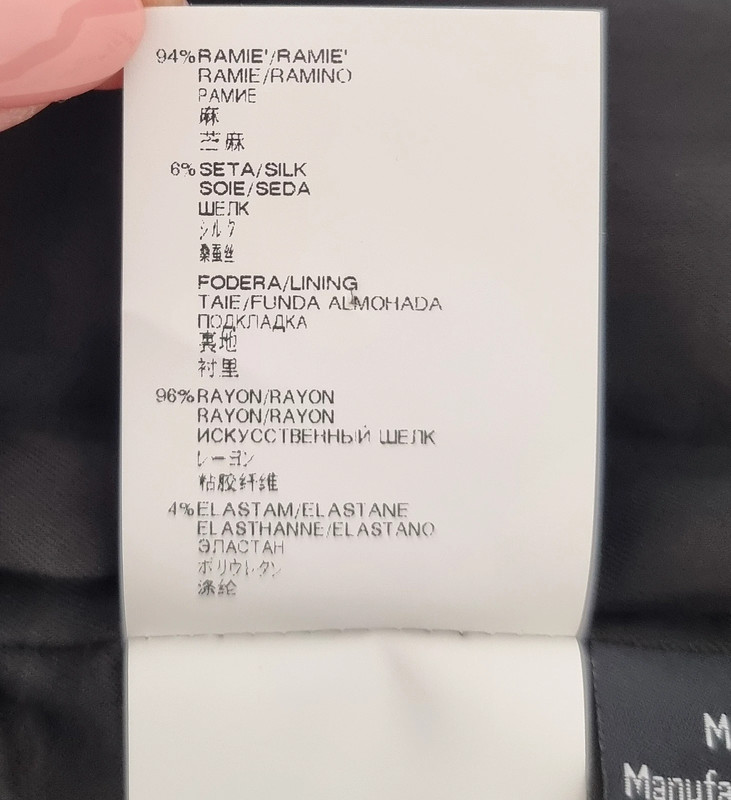 94% RAMIE'/RAMIE'
RAMIE/RAMINO
РАМИЕ
麻
苎麻
6% SETA/SILK
SOIE/SEDA
ШЕЛК
シルク
桑蚕丝
FODERA/LINING
TAIE/FUNDA ALMOHADA
ПОДКЛАДКА
裏地
衬里
96% RAYON/RAYON
RAYON/RAYON
ИСКУССТВЕННЫЙ ШЕЛК
レーヨン
粘胶纤维
4% ELASTAM/ELASTANE
ELASTHANNE/ELASTANO
ЭЛАСТАН
ポリウレタン
涤纶
M
Manufa